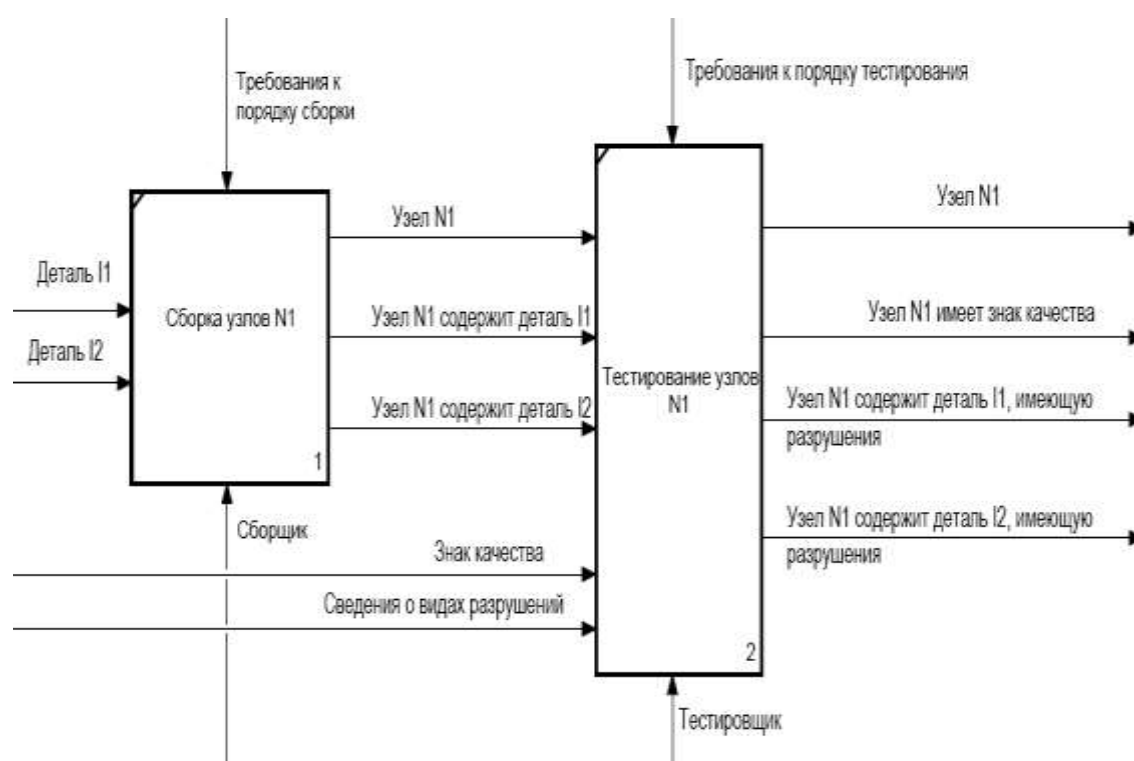 Требования к
порядку сборки
Требования к порядку тестирования
Узел N1
Узел N1
Деталь I1
Сборка узлов N1
Узел N1 содержит деталь I1
Узел N1 имеет знак качества
Деталь I2
Тестирование узлов
N1
Узел N1 содержит деталь I2
Узел N1 содержит деталь I1, имеющую
разрушения
1
Сборщик
Узел N1 содержит деталь I2, имеющую
разрушения
Знак качества
Сведения о видах разрушений
2
Тестировщик